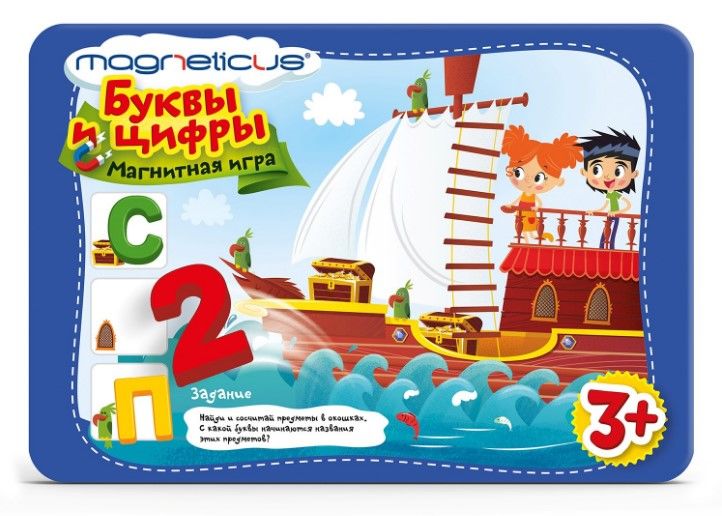 magneticus®
Буквы
и цифры
Магнитная игра
С
2
П
Задание
Найди и сосчитай предметы в окошках.
С какой буквы начинаются названия
этих предметов?
3+